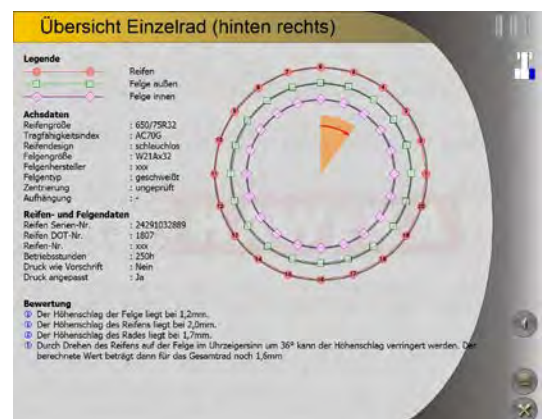 Übersicht Einzelrad (hinten rechts)
Legende
Reifen
Felge außen
Felge innen
Achsdaten
Reifengröße : 650/75R32
Tragfähigkeitsindex : AC70G
Reifendesign : schlauchlos
Felgengröße : W21Ax32
Felgenhersteller : xxx
Felgentyp : geschweißt
Zentrierung : ungeprüft
Aufhängung : -
Reifen- und Felgendaten
Reifen Serien-Nr. : 24291032889
Reifen DOT-Nr. : 1807
Reifen-Nr. : xxx
Betriebsstunden : 250h
Druck wie Vorschrift : Nein
Druck angepasst : Ja
Bewertung
Der Höhenschlag der Felge liegt bei 1,2mm.
Der Höhenschlag des Reifens liegt bei 2,0mm.
Der Höhenschlag des Rades liegt bei 1,7mm.
Durch Drehen des Reifens auf der Felge im Uhrzeigersinn um 36° kann der Höhenschlag verringert werden. Der
berechnete Wert beträgt dann für das Gesamtrad noch 1,6mm